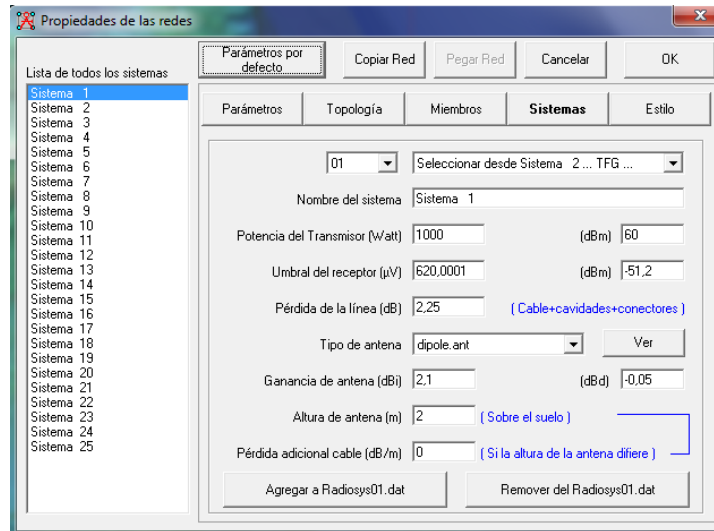 Propiedades de las redes
Lista de todos los sistemas
Sistema 1
Sistema 2
Sistema 3
Sistema 4
Sistema 5
Sistema 6
Sistema 7
Sistema 8
Sistema 9
Sistema 10
Sistema 11
Sistema 12
Sistema 13
Sistema 14
Sistema 15
Sistema 16
Sistema 17
Sistema 18
Sistema 19
Sistema 20
Sistema 21
Sistema 22
Sistema 23
Sistema 24
Sistema 25
Parámetros por
defecto
Copiar Red
Pegar Red
Cancelar
OK
Parámetros
Topología
Miembros
Sistemas
Estilo
01 Seleccionar desde Sistema 2 ... TFG ...
Nombre del sistema Sistema 1
Potencia del Transmisor (Watt) 1000 (dBm) 60
Umbral del receptor (µV) 620,0001 (dBm) -51,2
Pérdida de la línea (dB) 2,25 ( Cable+cavidades+conectores )
Tipo de antena dipole.ant Ver
Ganancia de antena (dBi) 2,1 (dBd) -0,05
Altura de antena (m) 2 ( Sobre el suelo )
Pérdida adicional cable (dB/m) 0 ( Si la altura de la antena difiere )
Agregar a Radiosys01.dat
Remover del Radiosys01.dat